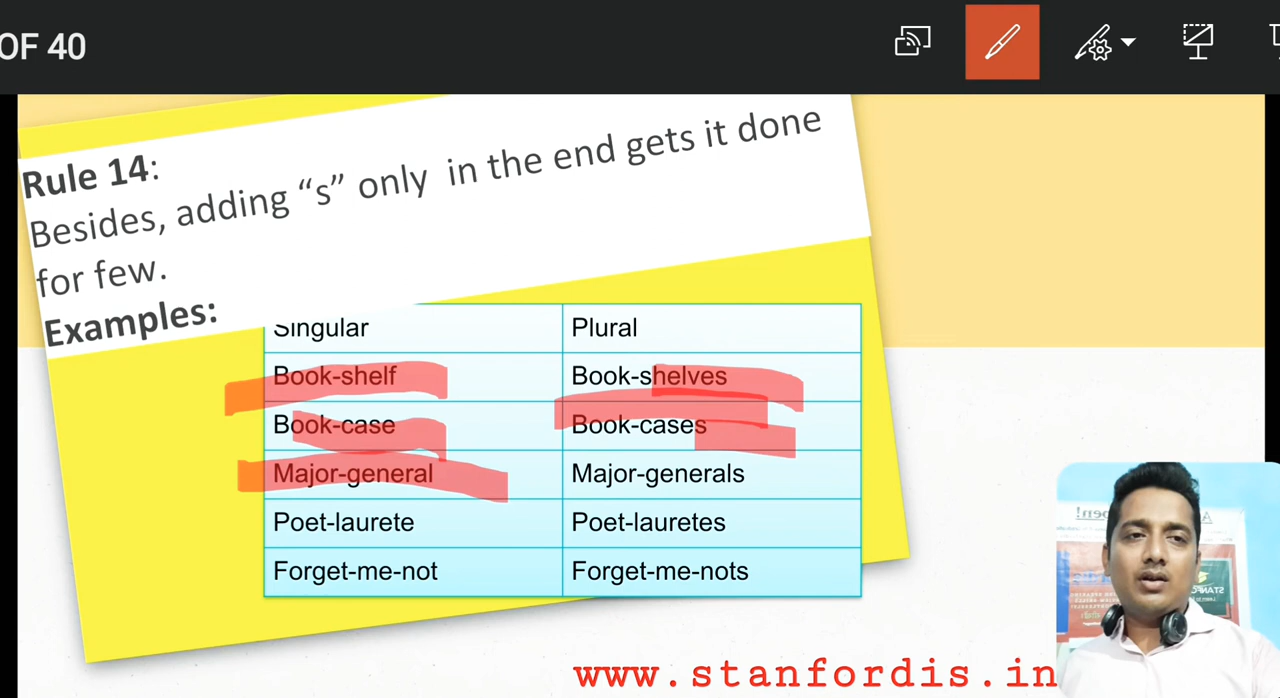 OF 40
Rule 14:
Besides, adding “s” only in the end gets it done
for few.
Examples:
Singular Plural
Book-shelf Book-shelves
Book-case Book-cases
Major-general Major-generals
Poet-laurete Poet-lauretes
Forget-me-not Forget-me-nots
www.stanfordis.in